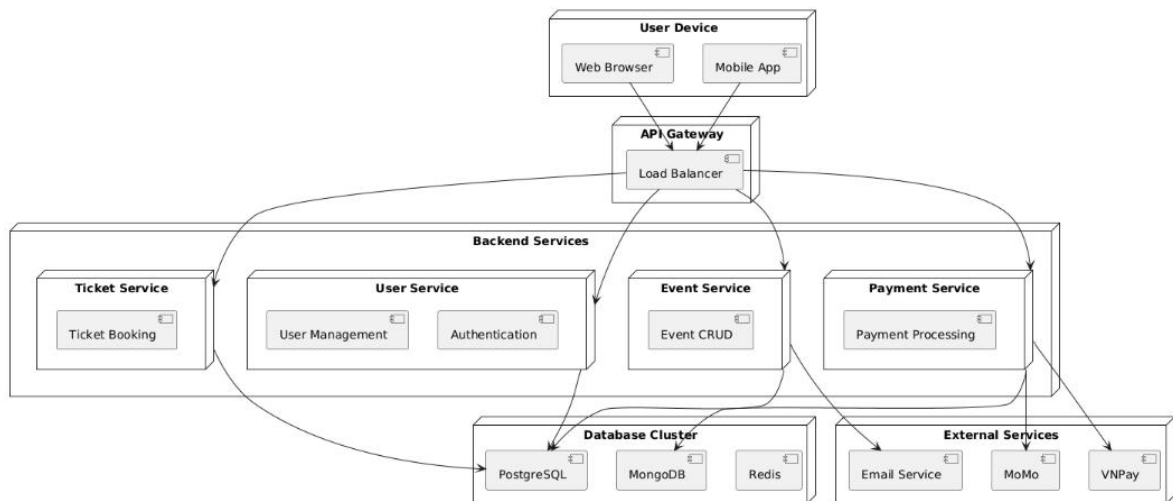 User Device
Web Browser
Mobile App
API Gateway
Load Balancer
Backend Services
Ticket Service
User Service
Event Service
Payment Service
Ticket Booking
User Management
Authentication
Event CRUD
Payment Processing
Database Cluster
External Services
PostgreSQL
MongoDB
Redis
Email Service
MoMo
VNPay